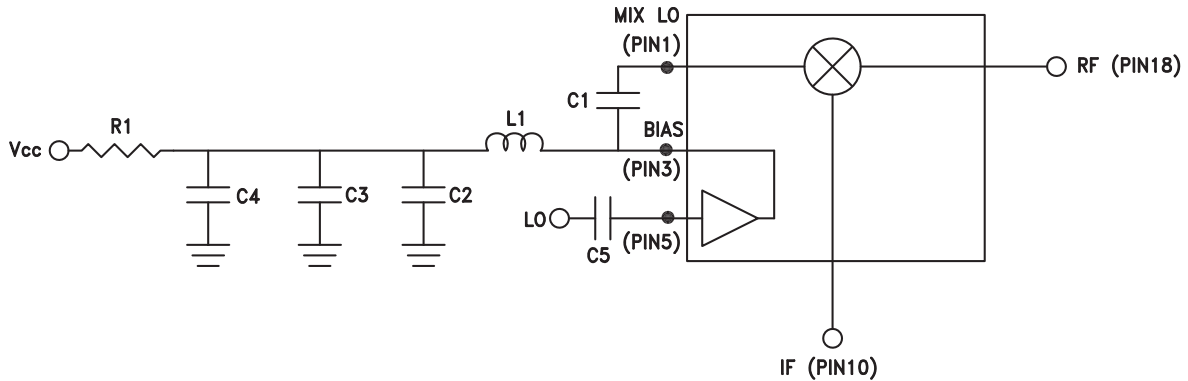 MIX LO
(PIN1)
RF (PIN18)
C1
L1
BIAS
R1
Vcc
(PIN3)
C4
C3
C2
LO
(PIN5)
C5
IF (PIN10)